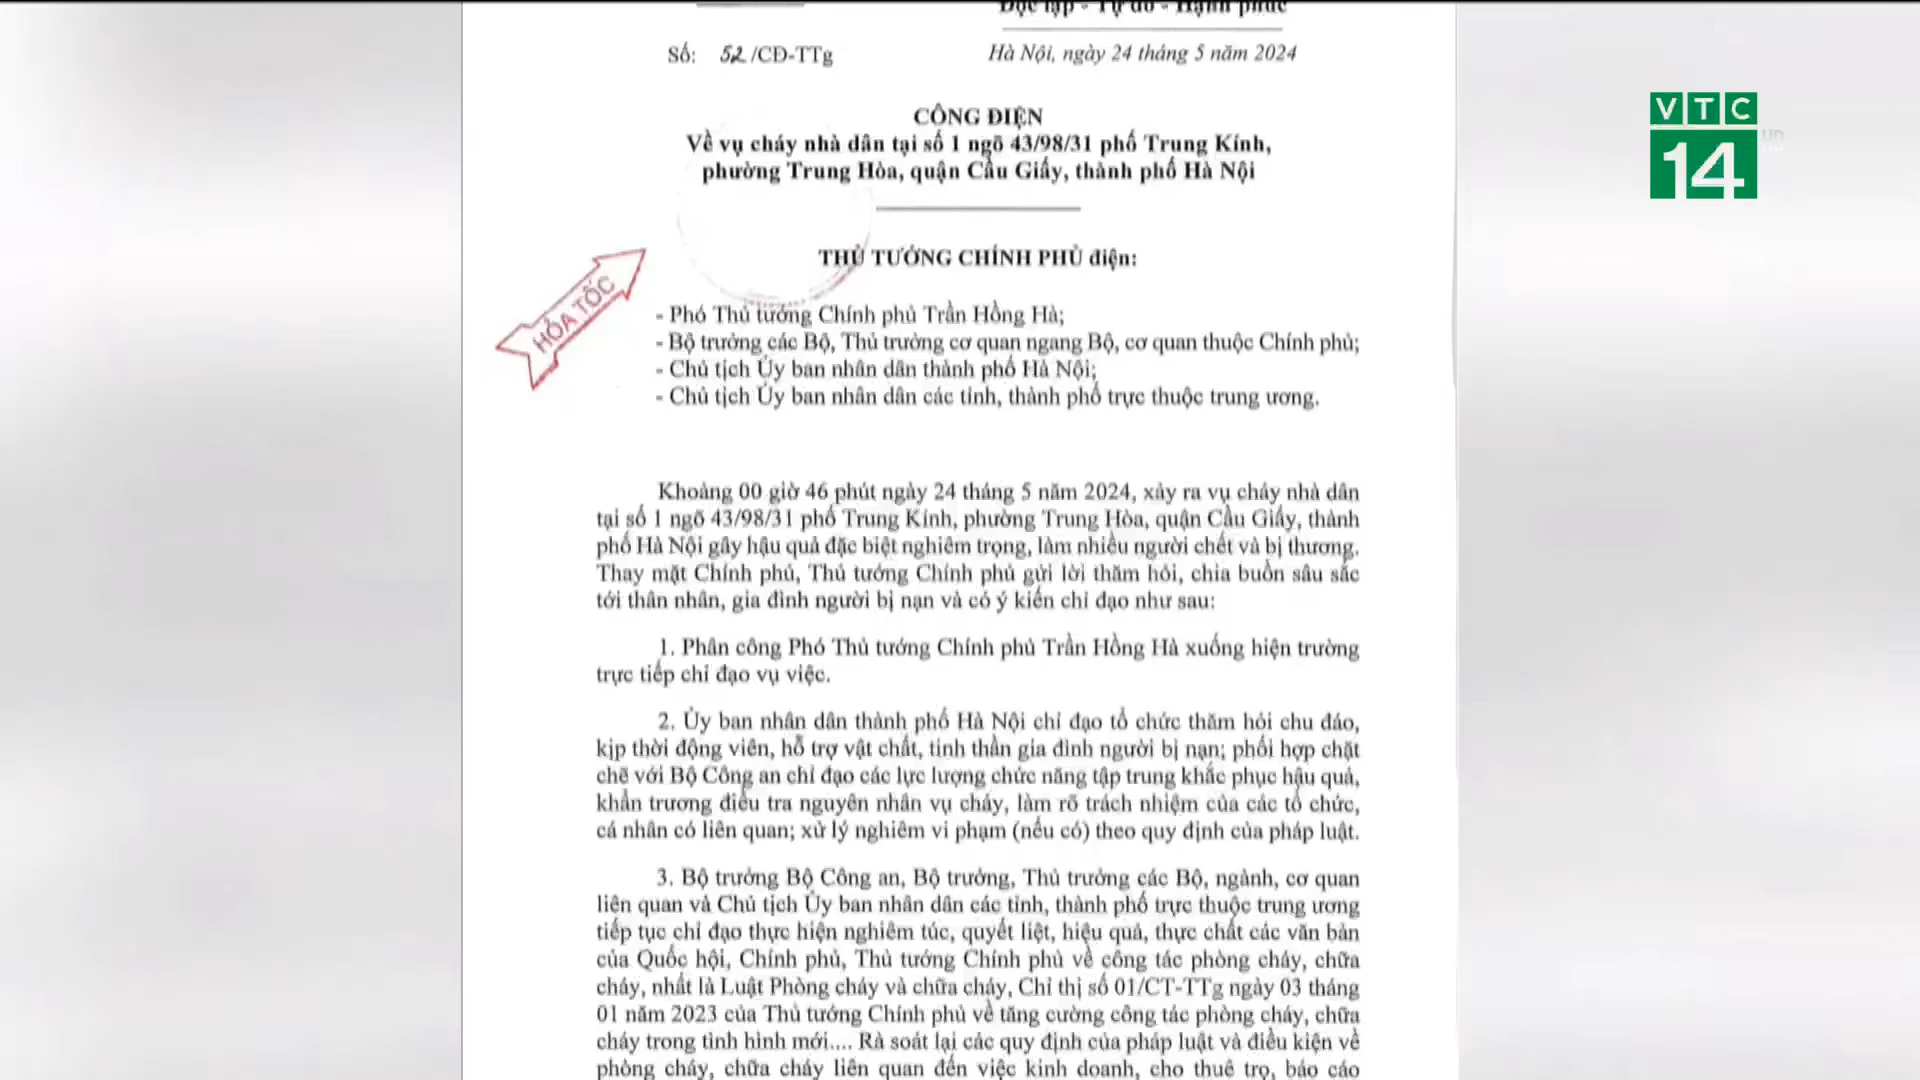 Độc lập - Tự do - Hạnh phúc
Số: 52/CĐ-TTg
Hà Nội, ngày 24 tháng 5 năm 2024
VTC
14
CÔNG ĐIỆN
Về vụ cháy nhà dân tại số 1 ngõ 43/98/31 phố Trung Kính,
phường Trung Hòa, quận Cầu Giấy, thành phố Hà Nội
THỦ TƯỚNG CHÍNH PHỦ điện:
HỎA TỐC
- Phó Thủ tướng Chính phủ Trần Hồng Hà;
- Bộ trưởng các Bộ, Thủ trưởng cơ quan ngang Bộ, cơ quan thuộc Chính phủ;
- Chủ tịch Ủy ban nhân dân thành phố Hà Nội;
- Chủ tịch Ủy ban nhân dân các tỉnh, thành phố trực thuộc trung ương.
Khoảng 00 giờ 46 phút ngày 24 tháng 5 năm 2024, xảy ra vụ cháy nhà dân
tại số 1 ngõ 43/98/31 phố Trung Kính, phường Trung Hòa, quận Cầu Giấy, thành
phố Hà Nội gây hậu quả đặc biệt nghiêm trọng, làm nhiều người chết và bị thương.
Thay mặt Chính phủ, Thủ tướng Chính phủ gửi lời thăm hỏi, chia buồn sâu sắc
tới thân nhân, gia đình người bị nạn và có ý kiến chỉ đạo như sau:
1. Phân công Phó Thủ tướng Chính phủ Trần Hồng Hà xuống hiện trường
trực tiếp chỉ đạo vụ việc.
2. Ủy ban nhân dân thành phố Hà Nội chỉ đạo tổ chức thăm hỏi chu đáo,
kịp thời động viên, hỗ trợ vật chất, tinh thần gia đình người bị nạn; phối hợp chặt
chẽ với Bộ Công an chỉ đạo các lực lượng chức năng tập trung khắc phục hậu quả,
khẩn trương điều tra nguyên nhân vụ cháy, làm rõ trách nhiệm của các tổ chức,
cá nhân có liên quan; xử lý nghiêm vi phạm (nếu có) theo quy định của pháp luật.
3. Bộ trưởng Bộ Công an, Bộ trưởng, Thủ trưởng các Bộ, ngành, cơ quan
liên quan và Chủ tịch Ủy ban nhân dân các tỉnh, thành phố trực thuộc trung ương
tiếp tục chỉ đạo thực hiện nghiêm túc, quyết liệt, hiệu quả, thực chất các văn bản
của Quốc hội, Chính phủ, Thủ tướng Chính phủ về công tác phòng cháy, chữa
cháy, nhất là Luật Phòng cháy và chữa cháy, Chỉ thị số 01/CT-TTg ngày 03 tháng
01 năm 2023 của Thủ tướng Chính phủ về tăng cường công tác phòng cháy, chữa
cháy trong tình hình mới.... Rà soát lại các quy định của pháp luật và điều kiện về
phòng cháy, chữa cháy liên quan đến việc kinh doanh, cho thuê trọ, báo cáo